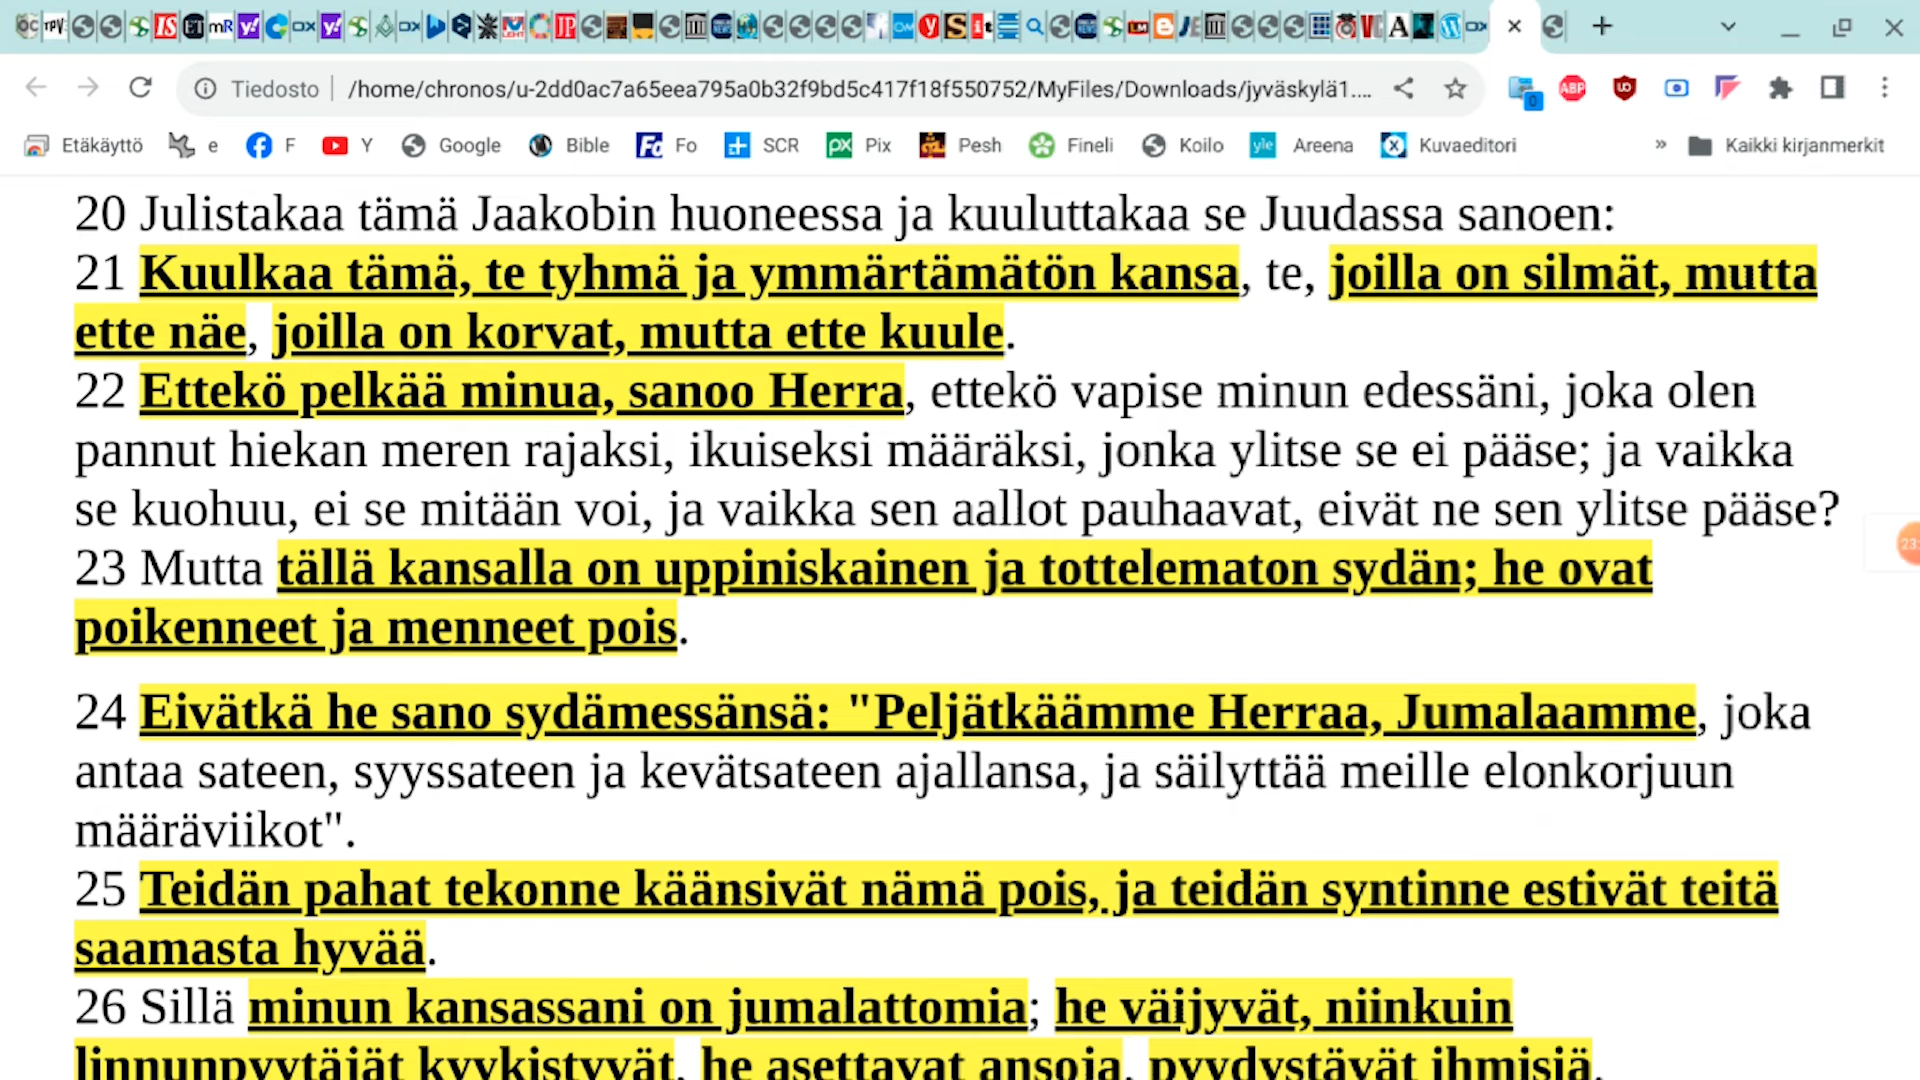 Tiedosto
/home/chronos/u-2dd0ac7a65eea795a0b32f9bd5c417f18f550752/MyFiles/Downloads/jyväskylä1....
Etäkäyttö e F Y Google Bible Fo SCR Pix Pesh Fineli Koilo Areena Kuvaeditori » Kaikki kirjanmerkit
20 Julistakaa tämä Jaakobin huoneessa ja kuuluttakaa se Juudassa sanoen:
21 Kuulkaa tämä, te tyhmä ja ymmärtämätön kansa, te, joilla on silmät, mutta
ette näe, joilla on korvat, mutta ette kuule.
22 Ettekö pelkää minua, sanoo Herra, ettekö vapise minun edessäni, joka olen
pannut hiekan meren rajaksi, ikuiseksi määräksi, jonka ylitse se ei pääse; ja vaikka
se kuohuu, ei se mitään voi, ja vaikka sen aallot pauhaavat, eivät ne sen ylitse pääse?
23 Mutta tällä kansalla on uppiniskainen ja tottelematon sydän; he ovat
poikenneet ja menneet pois.
24 Eivätkä he sano sydämessänsä: "Peljätkäämme Herraa, Jumalaamme, joka
antaa sateen, syyssateen ja kevätsateen ajallansa, ja säilyttää meille elonkorjuun
määräviikot".
25 Teidän pahat tekonne käänsivät nämä pois, ja teidän syntinne estivät teitä
saamasta hyvää.
26 Sillä minun kansassani on jumalattomia; he väijyvät, niinkuin
linnunpyytäjät kyykistyvät, he asettavat ansoja, pyydystävät ihmisiä.